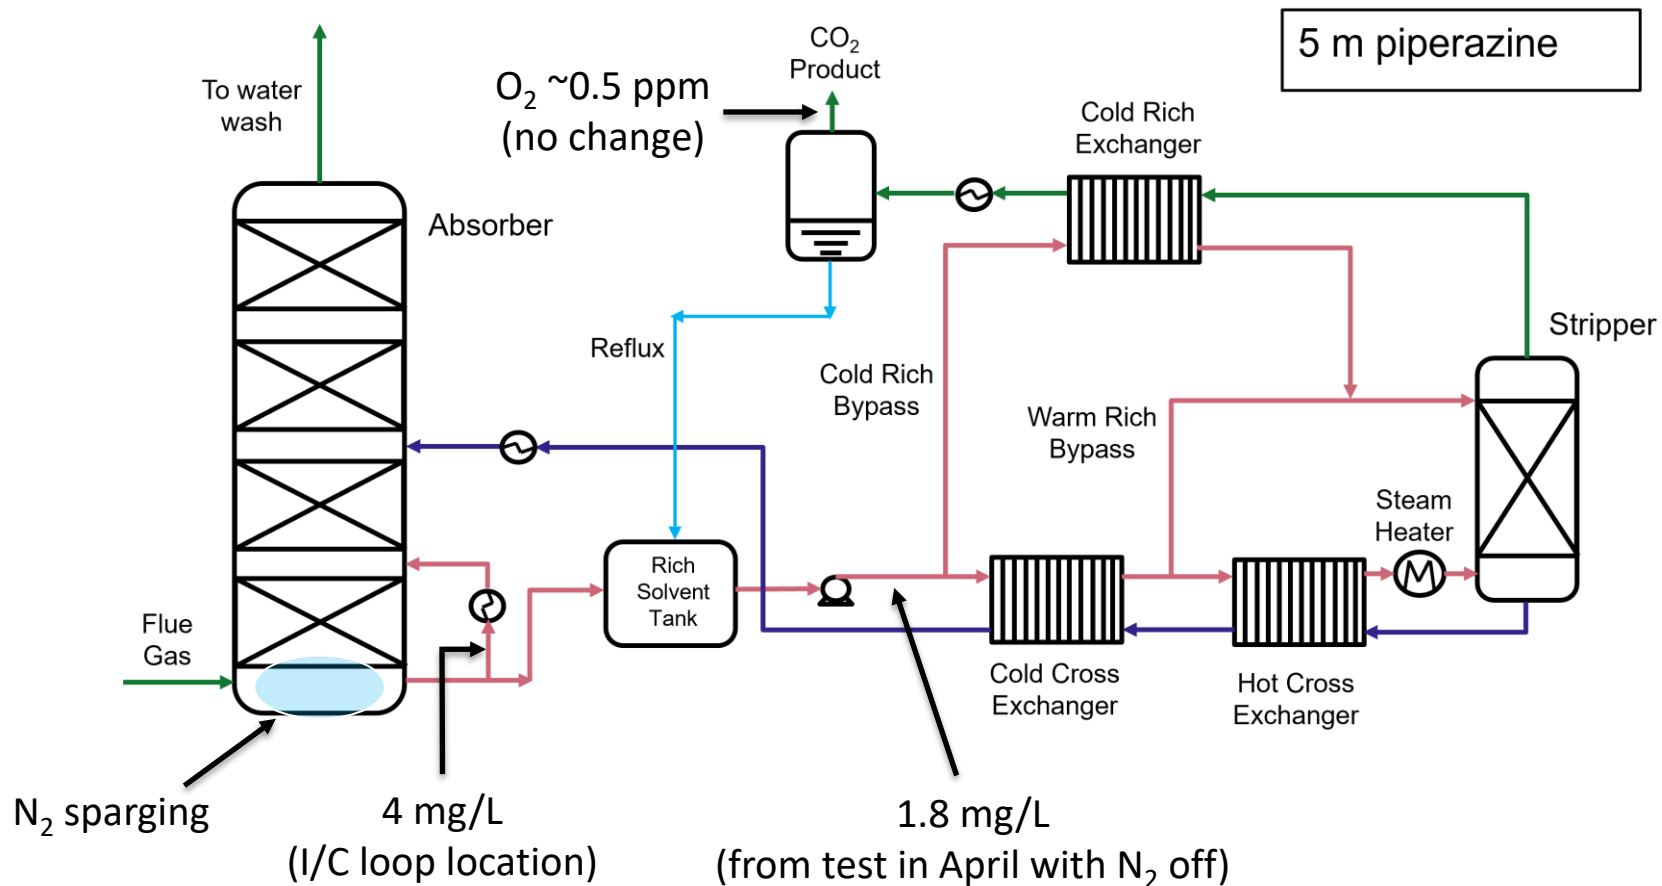 5 m piperazine
CO₂
Product
To water
wash
O₂ ~0.5 ppm
(no change)
Cold Rich
Exchanger
Absorber
Stripper
Reflux
Cold Rich
Bypass
Warm Rich
Bypass
Steam
Heater
Rich
Solvent
Tank
Flue
Gas
Cold Cross
Exchanger
Hot Cross
Exchanger
N₂ sparging
4 mg/L
(I/C loop location)
1.8 mg/L
(from test in April with N₂ off)